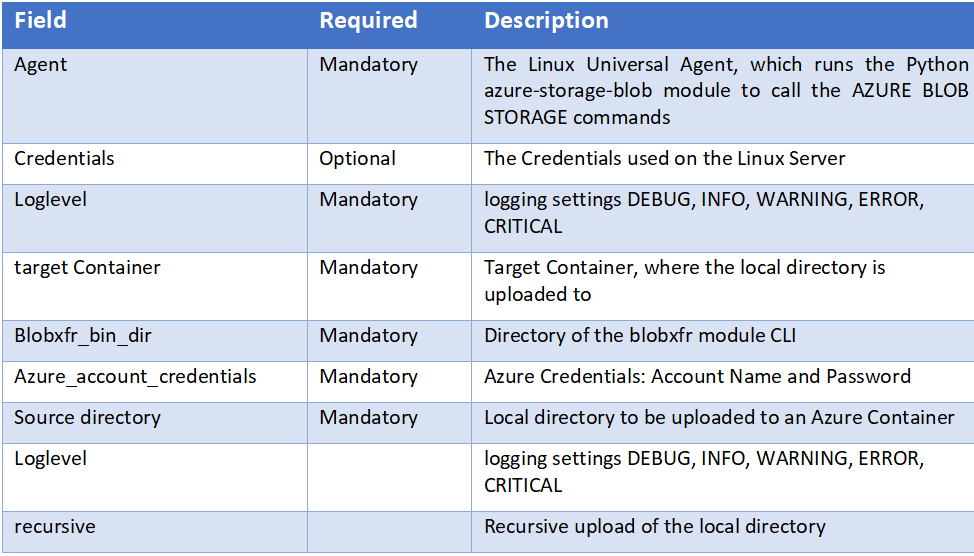 Field Required Description
Agent Mandatory The Linux Universal Agent, which runs the Python
azure-storage-blob module to call the AZURE BLOB
STORAGE commands
Credentials Optional The Credentials used on the Linux Server
Loglevel Mandatory logging settings DEBUG, INFO, WARNING, ERROR,
CRITICAL
target Container Mandatory Target Container, where the local directory is
uploaded to
Blobxfr_bin_dir Mandatory Directory of the blobxfr module CLI
Azure_account_credentials Mandatory Azure Credentials: Account Name and Password
Source directory Mandatory Local directory to be uploaded to an Azure Container
Loglevel logging settings DEBUG, INFO, WARNING, ERROR,
CRITICAL
recursive Recursive upload of the local directory